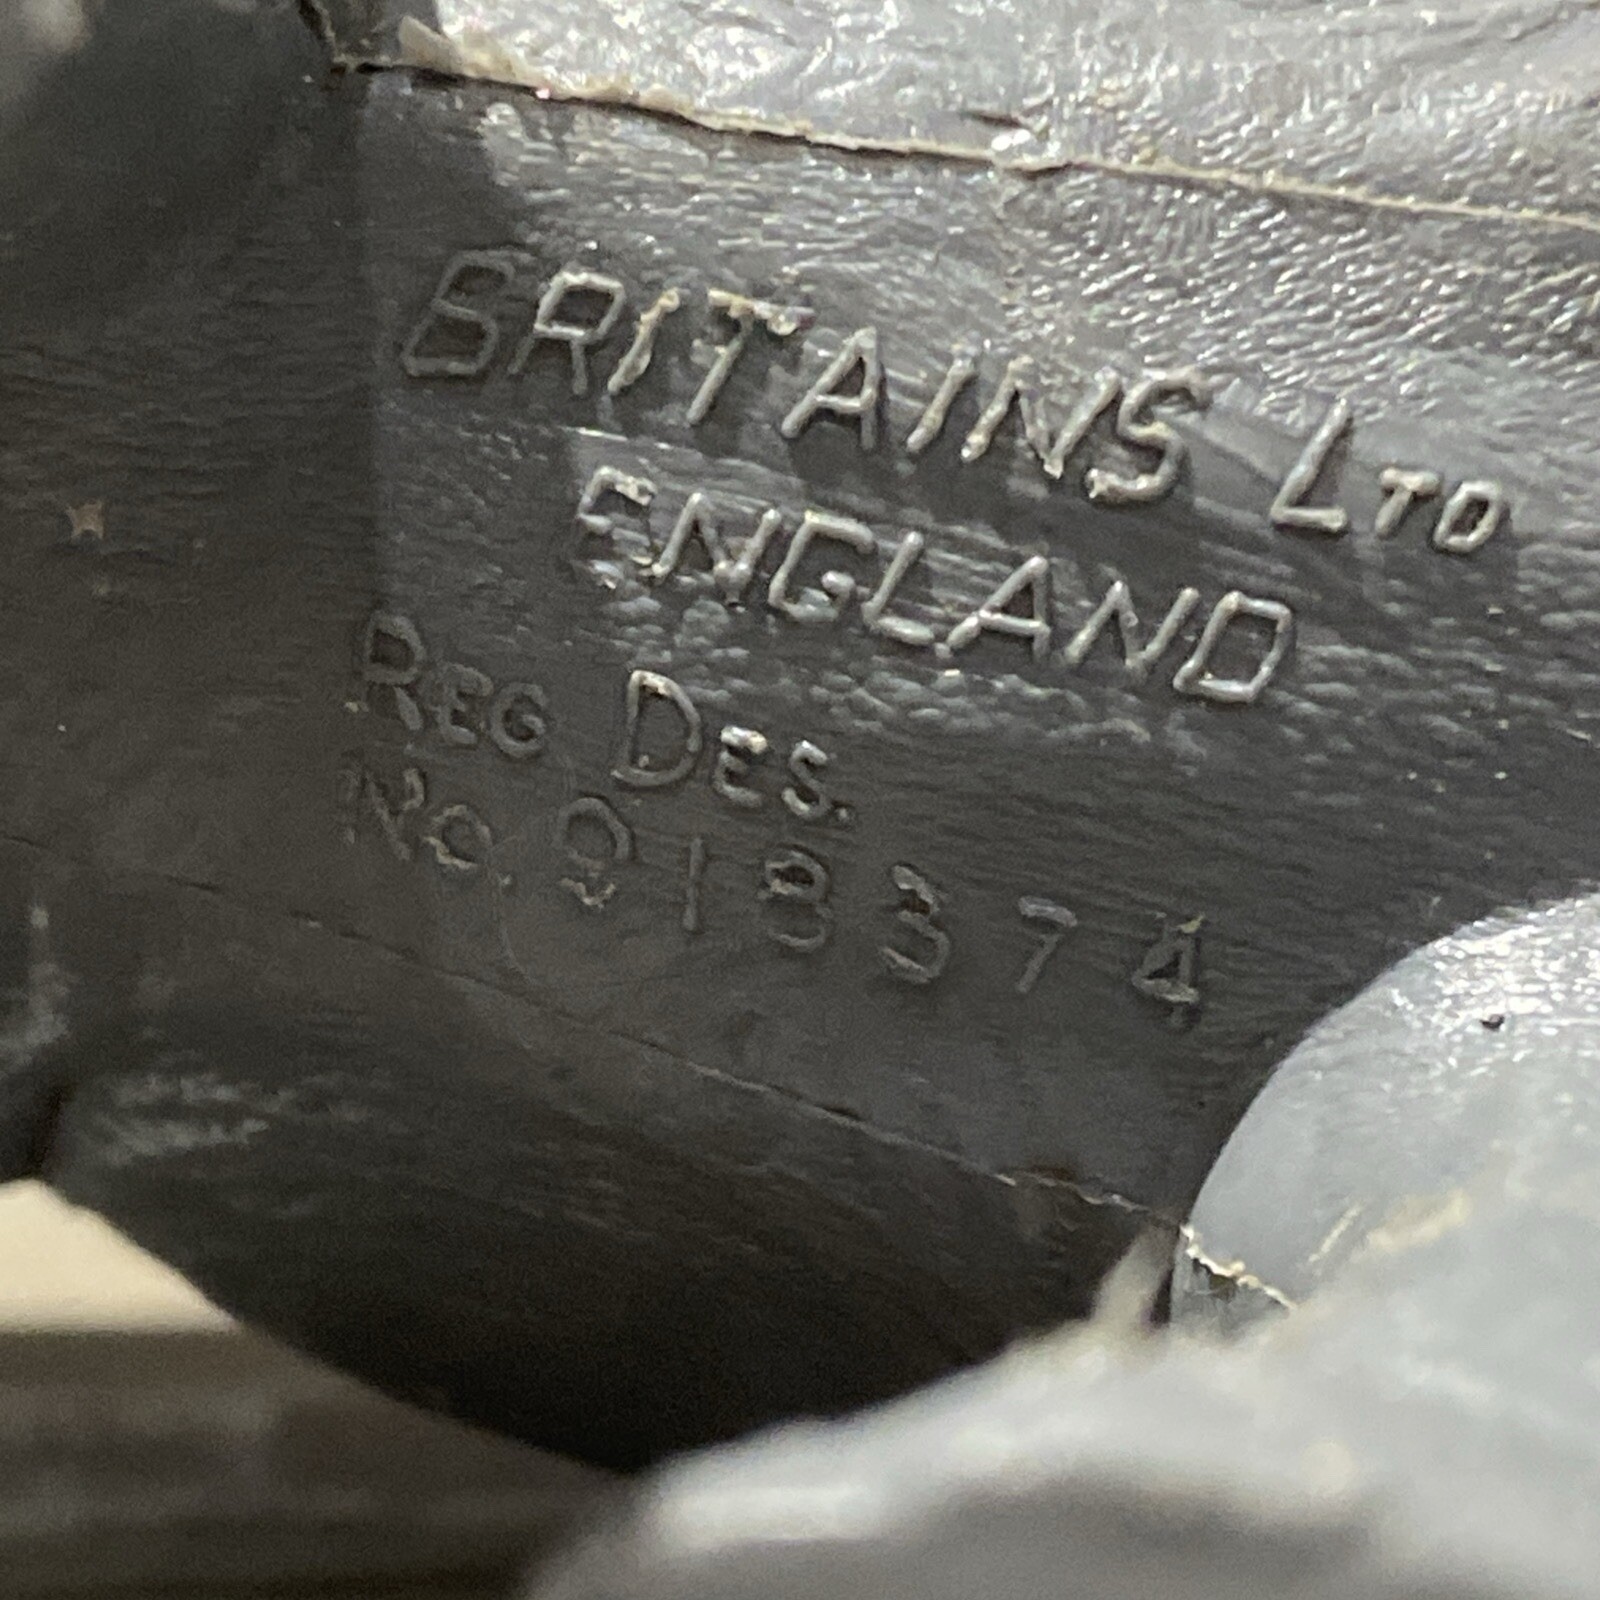 BRITAINS LTD
ENGLAND
REG DES.
NO. 918374